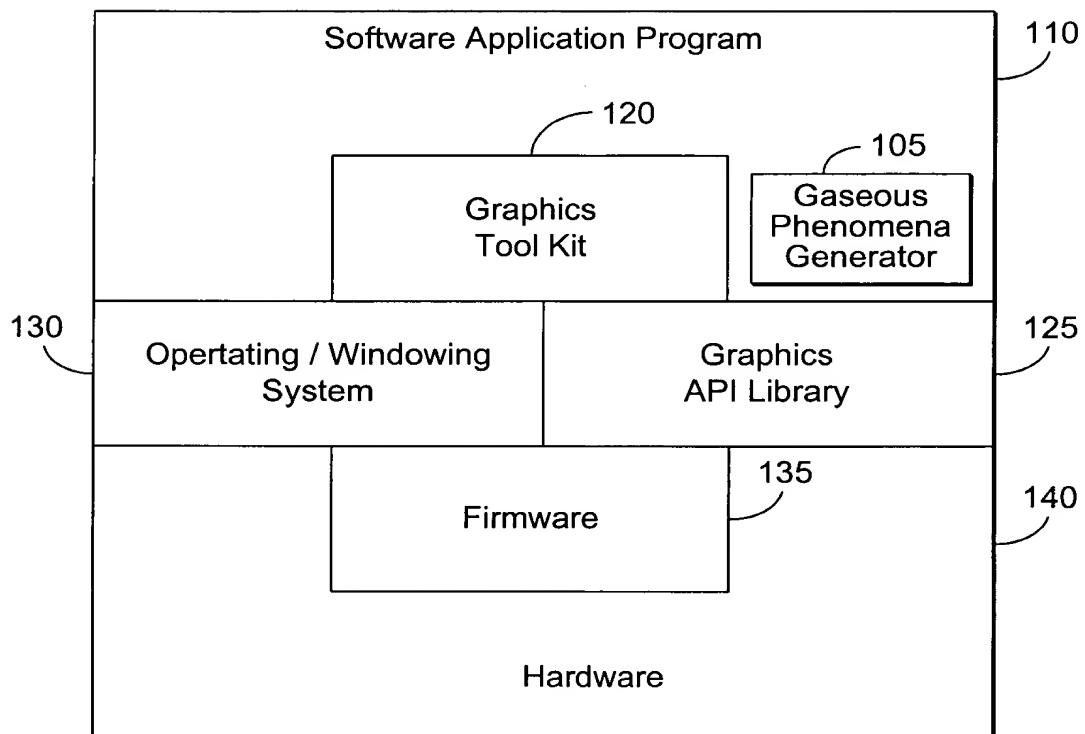 Software Application Program
110
120
105
Graphics
Tool Kit
Gaseous
Phenomena
Generator
130
Opertating / Windowing
System
Graphics
API Library
125
Firmware
135
140
Hardware